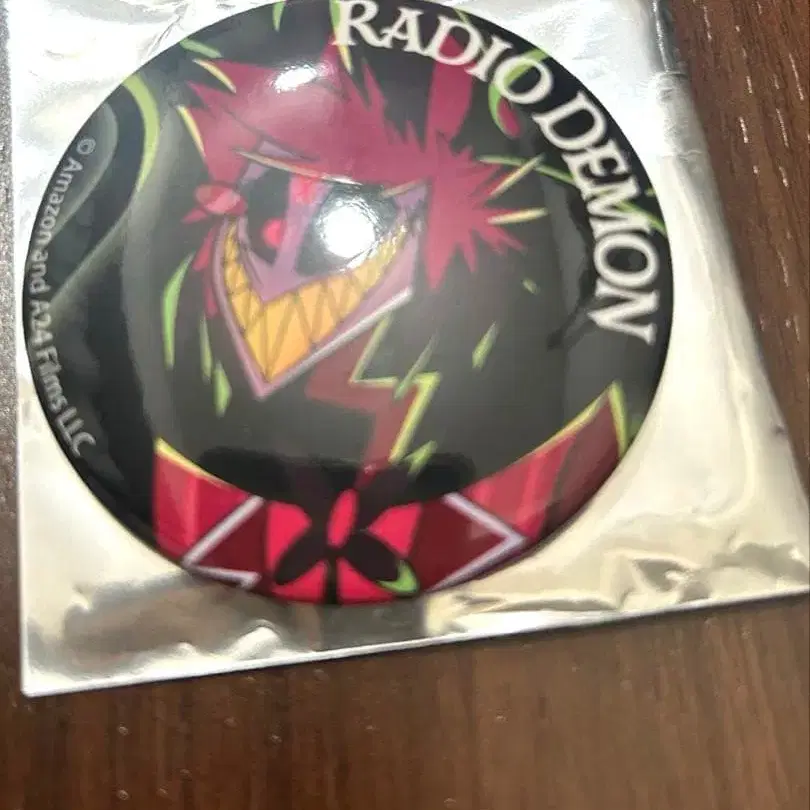 RADIO DEMON
© Amazon and A24 Films LLC